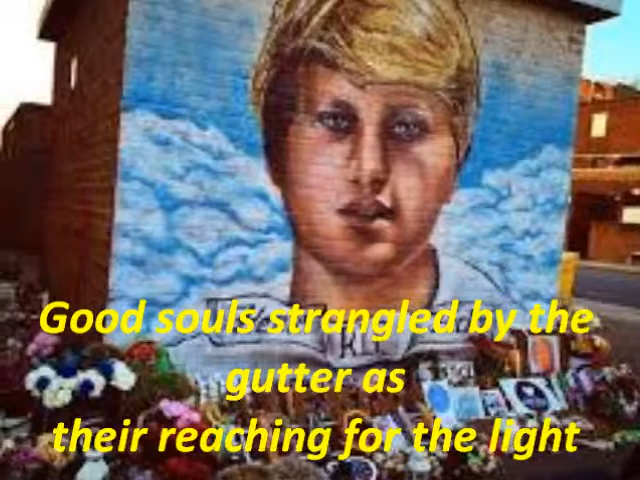 Good souls strangled by the
gutter as
their reaching for the light